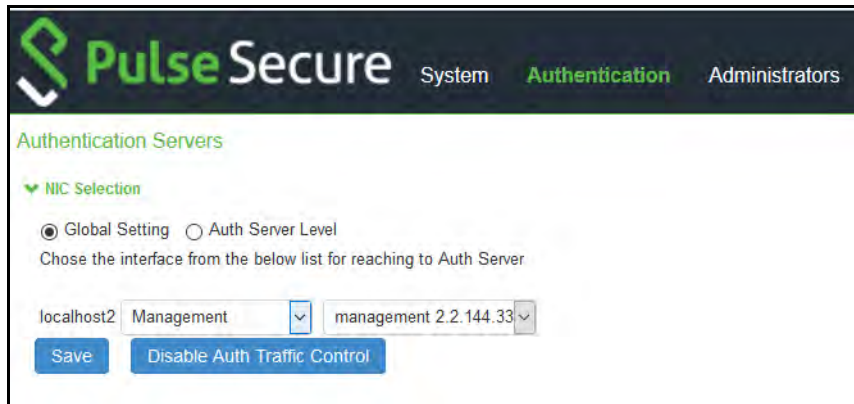 Pulse Secure System Authentication Administrators
Authentication Servers
NIC Selection
Global Setting Auth Server Level
Chose the interface from the below list for reaching to Auth Server
localhost2 Management management 2.2.144.33
Save Disable Auth Traffic Control